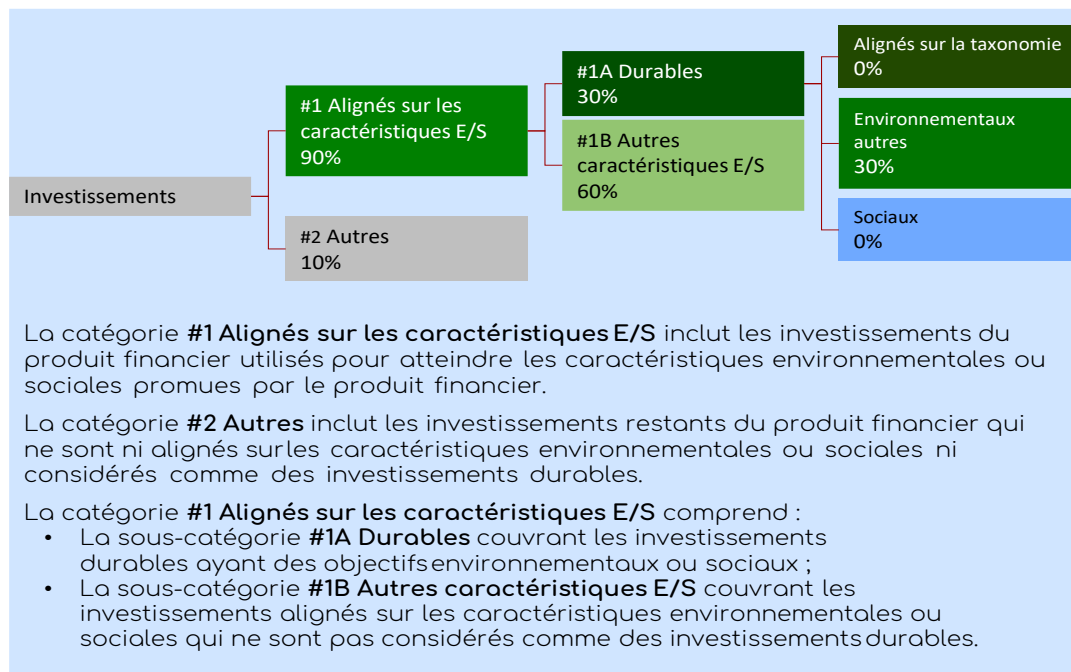 Investissements
#1 Alignés sur les
caractéristiques E/S
90%
#2 Autres
10%
#1A Durables
30%
#1B Autres
caractéristiques E/S
60%
Alignés sur la taxonomie
0%
Environnementaux
autres
30%
Sociaux
0%
La catégorie #1 Alignés sur les caractéristiques E/S inclut les investissements du
produit financier utilisés pour atteindre les caractéristiques environnementales ou
sociales promues par le produit financier.
La catégorie #2 Autres inclut les investissements restants du produit financier qui
ne sont ni alignés surles caractéristiques environnementales ou sociales ni
considérés comme des investissements durables.
La catégorie #1 Alignés sur les caractéristiques E/S comprend :
• La sous-catégorie #1A Durables couvrant les investissements
durables ayant des objectifs environnementaux ou sociaux ;
• La sous-catégorie #1B Autres caractéristiques E/S couvrant les
investissements alignés sur les caractéristiques environnementales ou
sociales qui ne sont pas considérés comme des investissements durables.